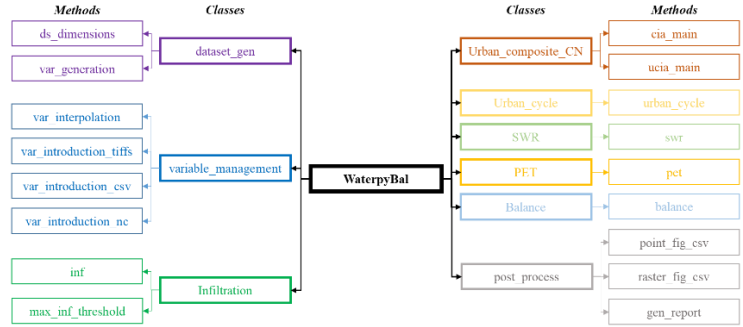 Methods Classes Classes Methods
ds_dimensions
dataset_gen
var_generation
var_interpolation
var_introduction_tiffs
variable_management
var_introduction_csv
var_introduction_nc
inf
Infiltration
max_inf_threshold
WaterpyBal
Urban_composite_CN
cia_main
ucia_main
Urban_cycle urban_cycle
SWR swr
PET pet
Balance balance
post_process
point_fig_csv
raster_fig_csv
gen_report